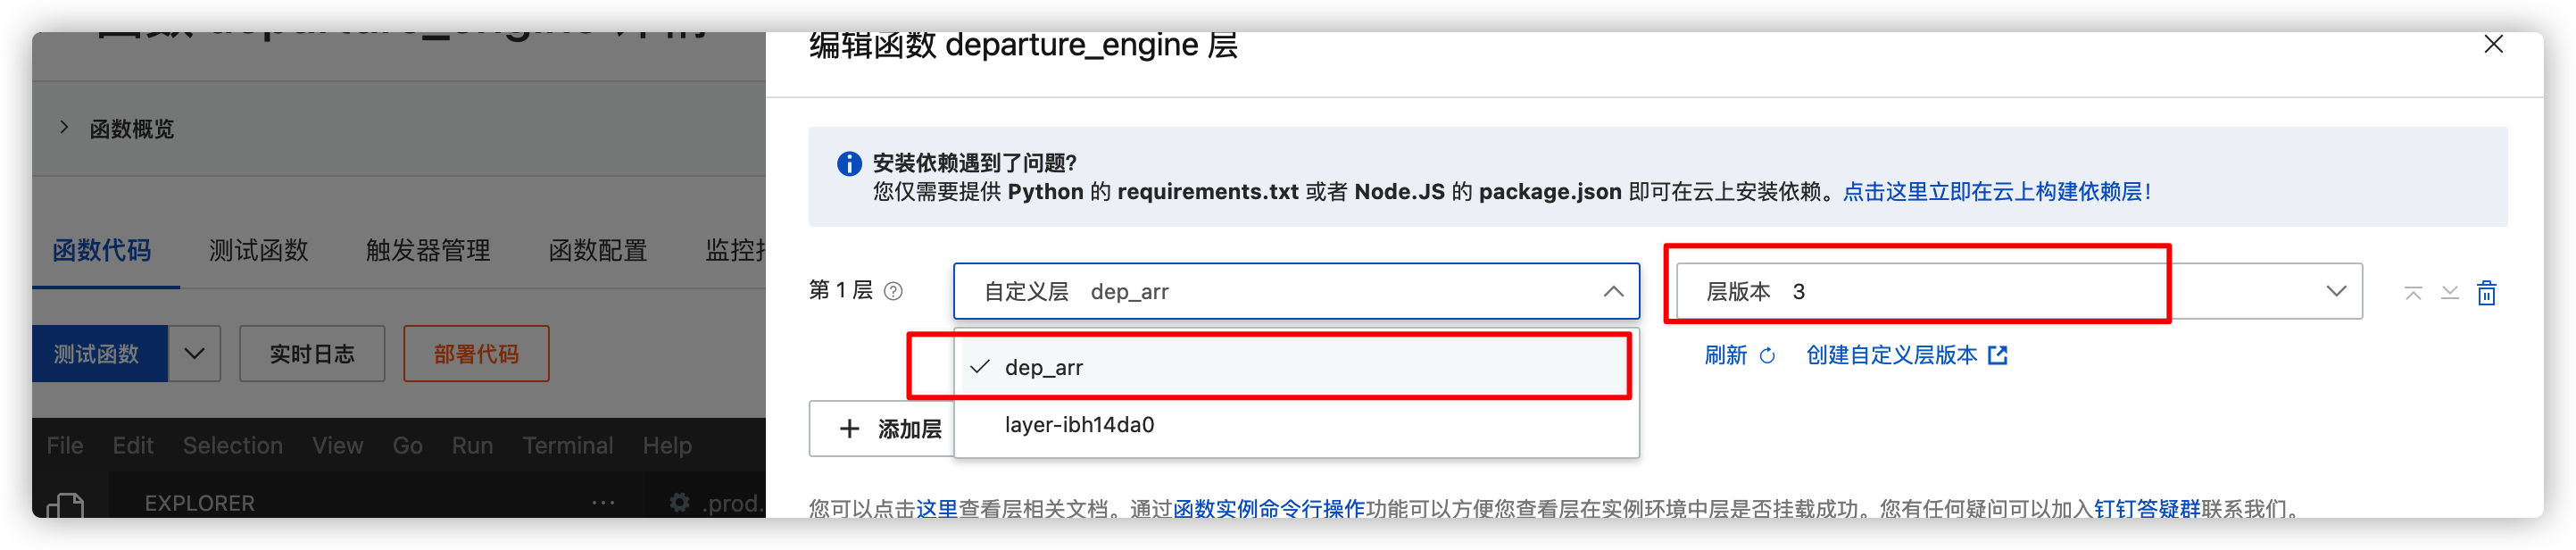 编辑函数 departure_engine 层
函数概览
安装依赖遇到了问题?
您仅需要提供 Python 的 requirements.txt 或者 Node.JS 的 package.json 即可在云上安装依赖。点击这里立即在云上构建依赖层!
函数代码 测试函数 触发器管理 函数配置
第 1 层 自定义层 dep_arr 层版本 3
测试函数 实时日志 部署代码
dep_arr
刷新 创建自定义层版本
+ 添加层
layer-ibh14da0
File Edit Selection View Go Run Terminal Help
EXPLORER ··· .prod.
您可以点击这里查看层相关文档。通过函数实例命令行操作功能可以方便您查看层在实例环境中层是否挂载成功。您有任何疑问可以加入钉钉答疑群联系我们。